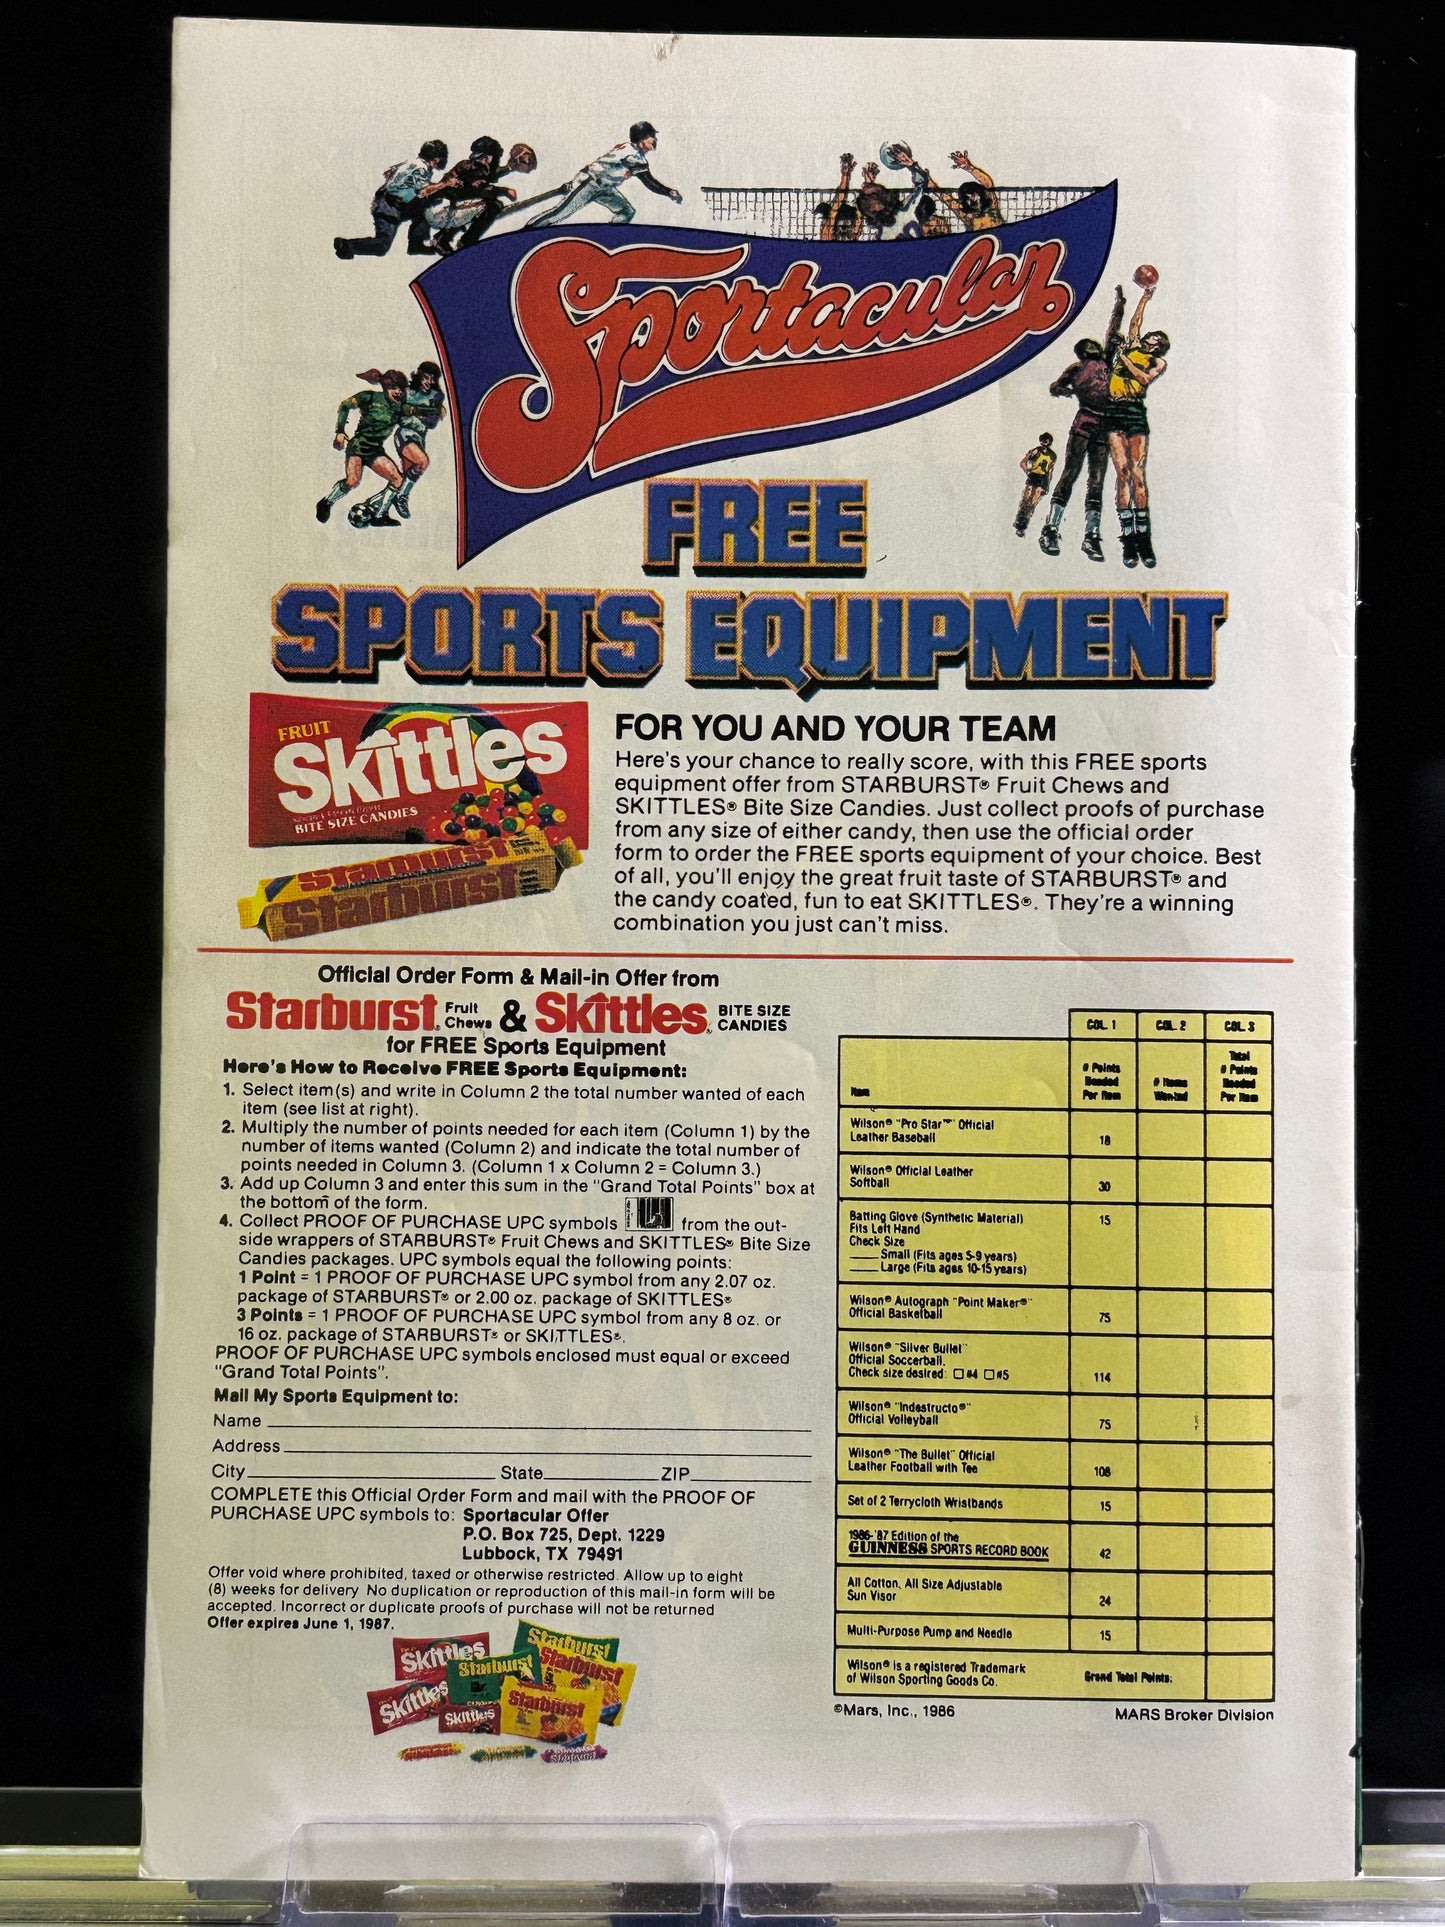 Sportacular
FREE
SPORTS EQUIPMENT
FRUIT
Skittles
BITE SIZE CANDIES
Starburst
Starburst
FOR YOU AND YOUR TEAM
Here's your chance to really score, with this FREE sports
equipment offer from STARBURST® Fruit Chews and
SKITTLES® Bite Size Candies. Just collect proofs of purchase
from any size of either candy, then use the official order
form to order the FREE sports equipment of your choice. Best
of all, you'll enjoy the great fruit taste of STARBURST® and
the candy coated, fun to eat SKITTLES®. They're a winning
combination you just can't miss.
Official Order Form & Mail-in Offer from
Starburst® Fruit Chews & Skittles® BITE SIZE CANDIES
for FREE Sports Equipment
Here's How to Receive FREE Sports Equipment:
1. Select item(s) and write in Column 2 the total number wanted of each
item (see list at right).
2. Multiply the number of points needed for each item (Column 1) by the
number of items wanted (Column 2) and indicate the total number of
points needed in Column 3. (Column 1 x Column 2 = Column 3.)
3. Add up Column 3 and enter this sum in the "Grand Total Points" box at
the bottom of the form.
4. Collect PROOF OF PURCHASE UPC symbols from the out-
side wrappers of STARBURST® Fruit Chews and SKITTLES® Bite Size
Candies packages. UPC symbols equal the following points:
1 Point = 1 PROOF OF PURCHASE UPC symbol from any 2.07 oz.
package of STARBURST® or 2.00 oz. package of SKITTLES®
3 Points = 1 PROOF OF PURCHASE UPC symbol from any 8 oz. or
16 oz. package of STARBURST® or SKITTLES®.
PROOF OF PURCHASE UPC symbols enclosed must equal or exceed
"Grand Total Points".
Mail My Sports Equipment to:
Name
Address
City State ZIP
COMPLETE this Official Order Form and mail with the PROOF OF
PURCHASE UPC symbols to: Sportacular Offer
P.O. Box 725, Dept. 1229
Lubbock, TX 79491
Offer void where prohibited, taxed or otherwise restricted. Allow up to eight
(8) weeks for delivery No duplication or reproduction of this mail-in form will be
accepted. Incorrect or duplicate proofs of purchase will not be returned
Offer expires June 1, 1987.
Skittles
Starburst
Starburst
Starburst
Skittles
Skittles
Starburst
COL. 1 COL. 2 COL. 3
Item # Points Needed Per Item # Items Wanted Total # Points Needed Per Item
Wilson® "Pro Star™" Official
Leather Baseball 18
Wilson® Official Leather
Softball 30
Batting Glove (Synthetic Material) 15
Fits Left Hand
Check Size
Small (Fits ages 5-9 years)
Large (Fits ages 10-15 years)
Wilson® Autograph "Point Maker®"
Official Basketball 75
Wilson® "Silver Bullet"
Official Soccerball.
Check size desired: #4 #5 114
Wilson® "Indestructo®"
Official Volleyball 75
Wilson® "The Bullet" Official
Leather Football with Tee 108
Set of 2 Terrycloth Wristbands 15
1986-'87 Edition of the
GUINNESS SPORTS RECORD BOOK 42
All Cotton, All Size Adjustable
Sun Visor 24
Multi-Purpose Pump and Needle 15
Wilson® is a registered Trademark
of Wilson Sporting Goods Co. Grand Total Points:
©Mars, Inc., 1986 MARS Broker Division